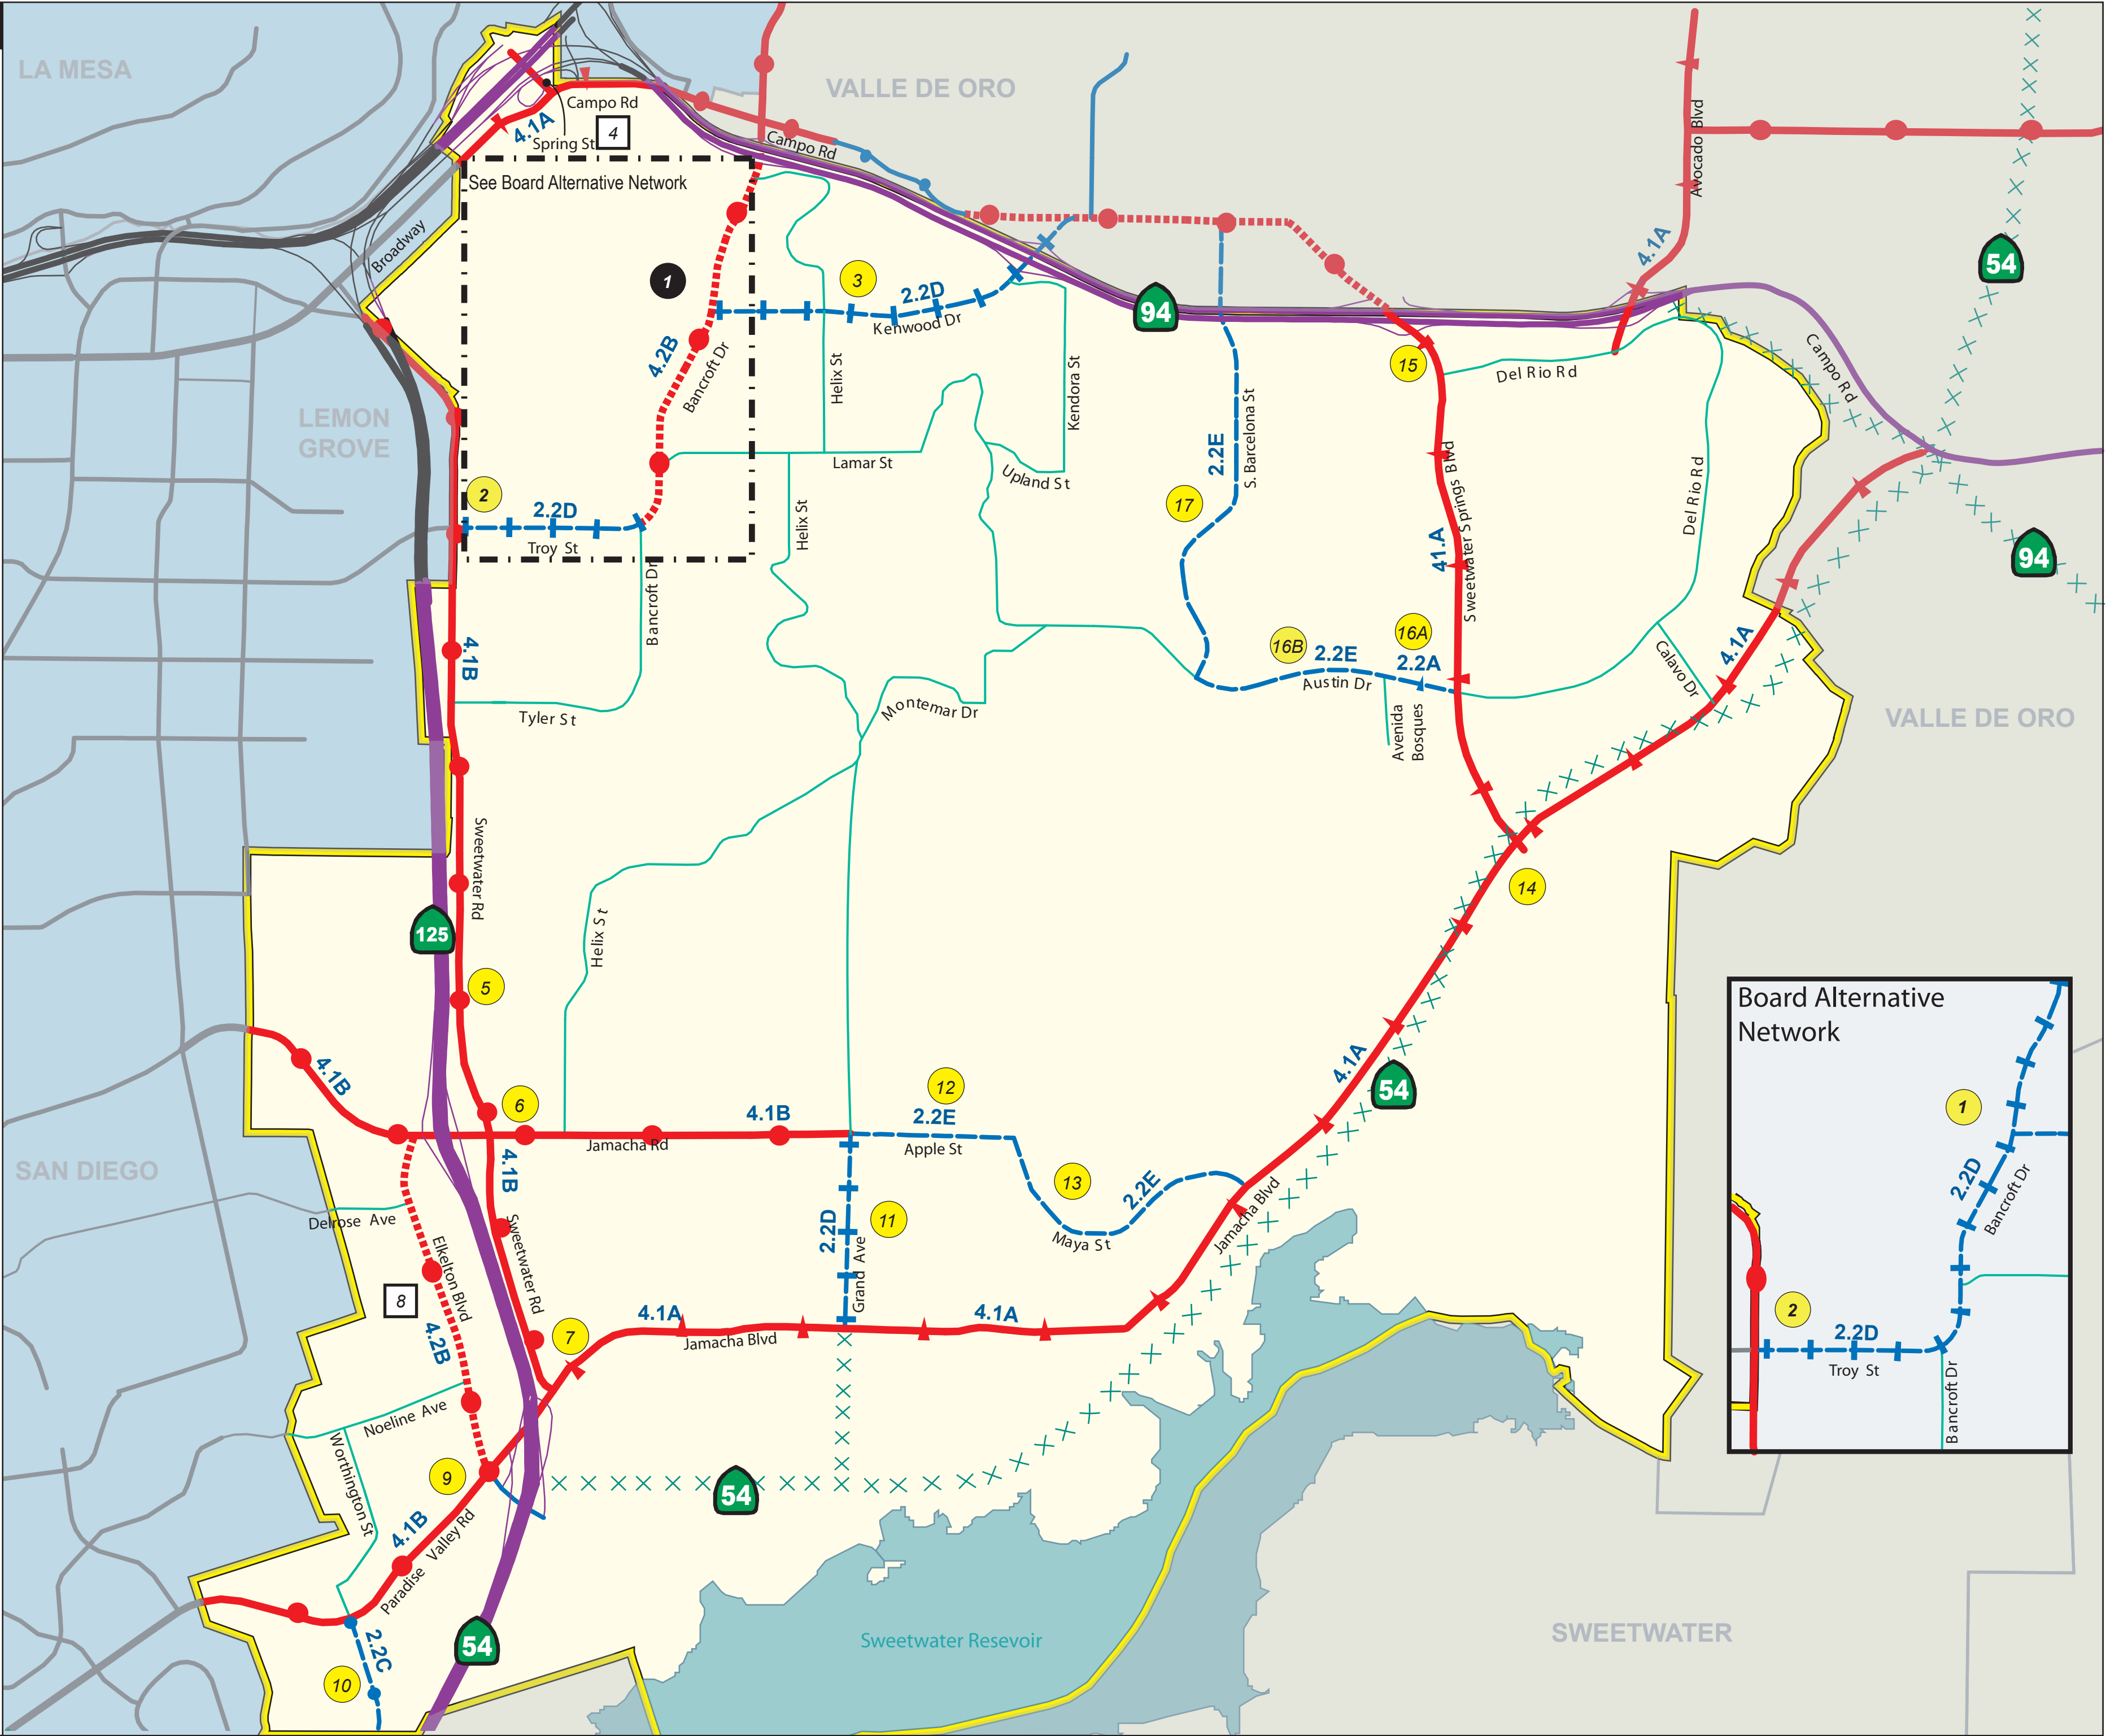 LA MESA
VALLE DE ORO
Campo Rd
4.1A
Spring St
4
Campo Rd
Avocado Blvd
See Board Alternative Network
Broadway
4.1A
54
1
3
2.2D
Kenwood Dr
94
4.2B
Bancroft Dr
Helix St
Kendora St
15
Del Rio Rd
Campo Rd
LEMON
GROVE
2.2E
S. Barcelona St
Lamar St
Upland St
Sweetwater Springs Blvd
Del Rio Rd
2
2.2D
Troy St
Helix St
17
41.A
94
Bancroft Dr
4.1B
16B
2.2E
16A
2.2A
Austin Dr
Calavo Dr
4.1A
Tyler St
Montemar Dr
Avenida
Bosques
VALLE DE ORO
Sweetwater Rd
125
Helix St
14
5
Board Alternative
Network
4.1B
6
4.1B
Jamacha Rd
12
2.2E
Apple St
4.1A
54
1
SAN DIEGO
4.1B
13
2.2E
Maya St
2.2D
Bancroft Dr
Delrose Ave
Elkelton Blvd
Sweetwater Rd
2.2D
11
Grand Ave
Jamacha Blvd
8
4.2B
7
4.1A
Jamacha Blvd
4.1A
2
2.2D
Troy St
Bancroft Dr
Noeline Ave
Worthington St
9
54
4.1B
Paradise Valley Rd
2.2C
10
54
Sweetwater Resevoir
SWEETWATER